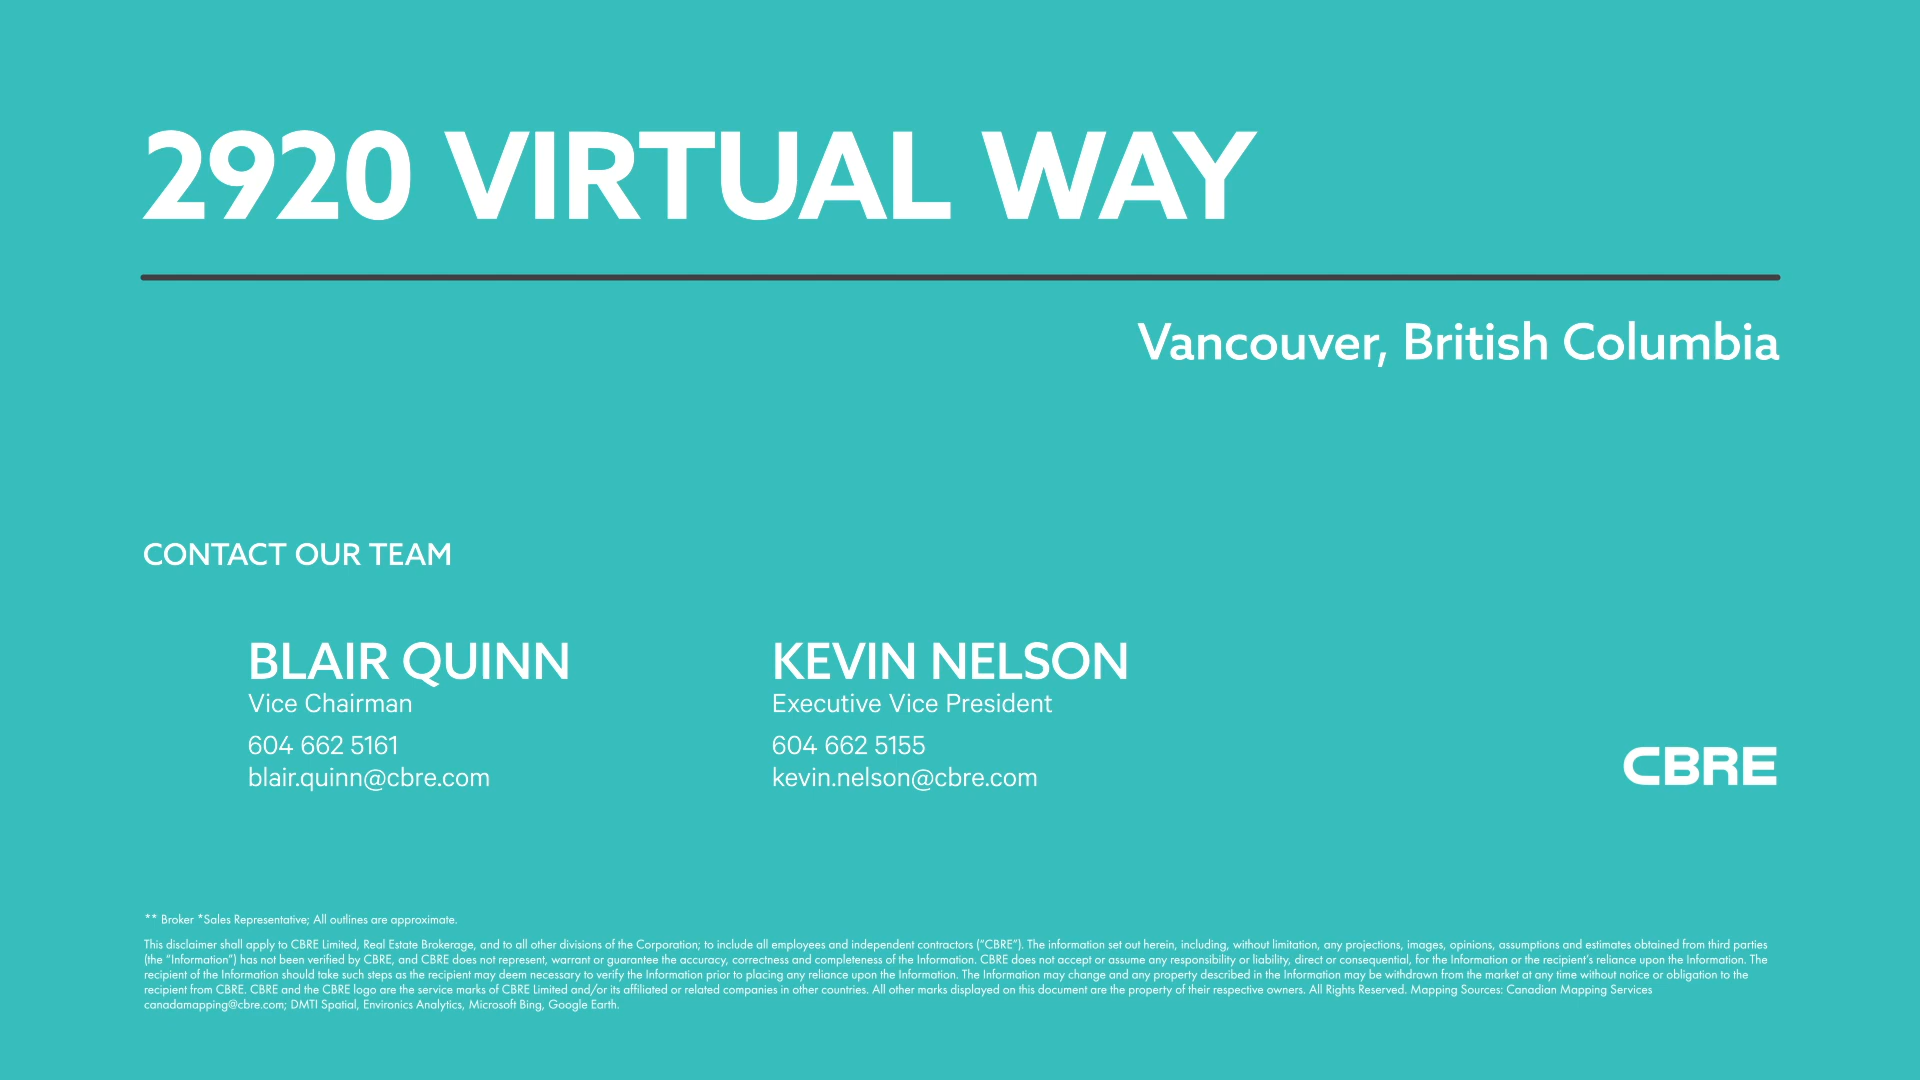 2920 VIRTUAL WAY
Vancouver, British Columbia
CONTACT OUR TEAM
BLAIR QUINN
Vice Chairman
604 662 5161
blair.quinn@cbre.com
KEVIN NELSON
Executive Vice President
604 662 5155
kevin.nelson@cbre.com
CBRE
** Broker *Sales Representative; All outlines are approximate.
This disclaimer shall apply to CBRE Limited, Real Estate Brokerage, and to all other divisions of the Corporation; to include all employees and independent contractors (“CBRE”). The information set out herein, including, without limitation, any projections, images, opinions, assumptions and estimates obtained from third parties
(the “Information”) has not been verified by CBRE, and CBRE does not represent, warrant or guarantee the accuracy, correctness and completeness of the Information. CBRE does not accept or assume any responsibility or liability, direct or consequential, for the Information or the recipient’s reliance upon the Information. The
recipient of the Information should take such steps as the recipient may deem necessary to verify the Information prior to placing any reliance upon the Information. The Information may change and any property described in the Information may be withdrawn from the market at any time without notice or obligation to the
recipient from CBRE. CBRE and the CBRE logo are the service marks of CBRE Limited and/or its affiliated or related companies in other countries. All other marks displayed on this document are the property of their respective owners. All Rights Reserved. Mapping Sources: Canadian Mapping Services
canadamapping@cbre.com; DMTI Spatial, Environics Analytics, Microsoft Bing, Google Earth.